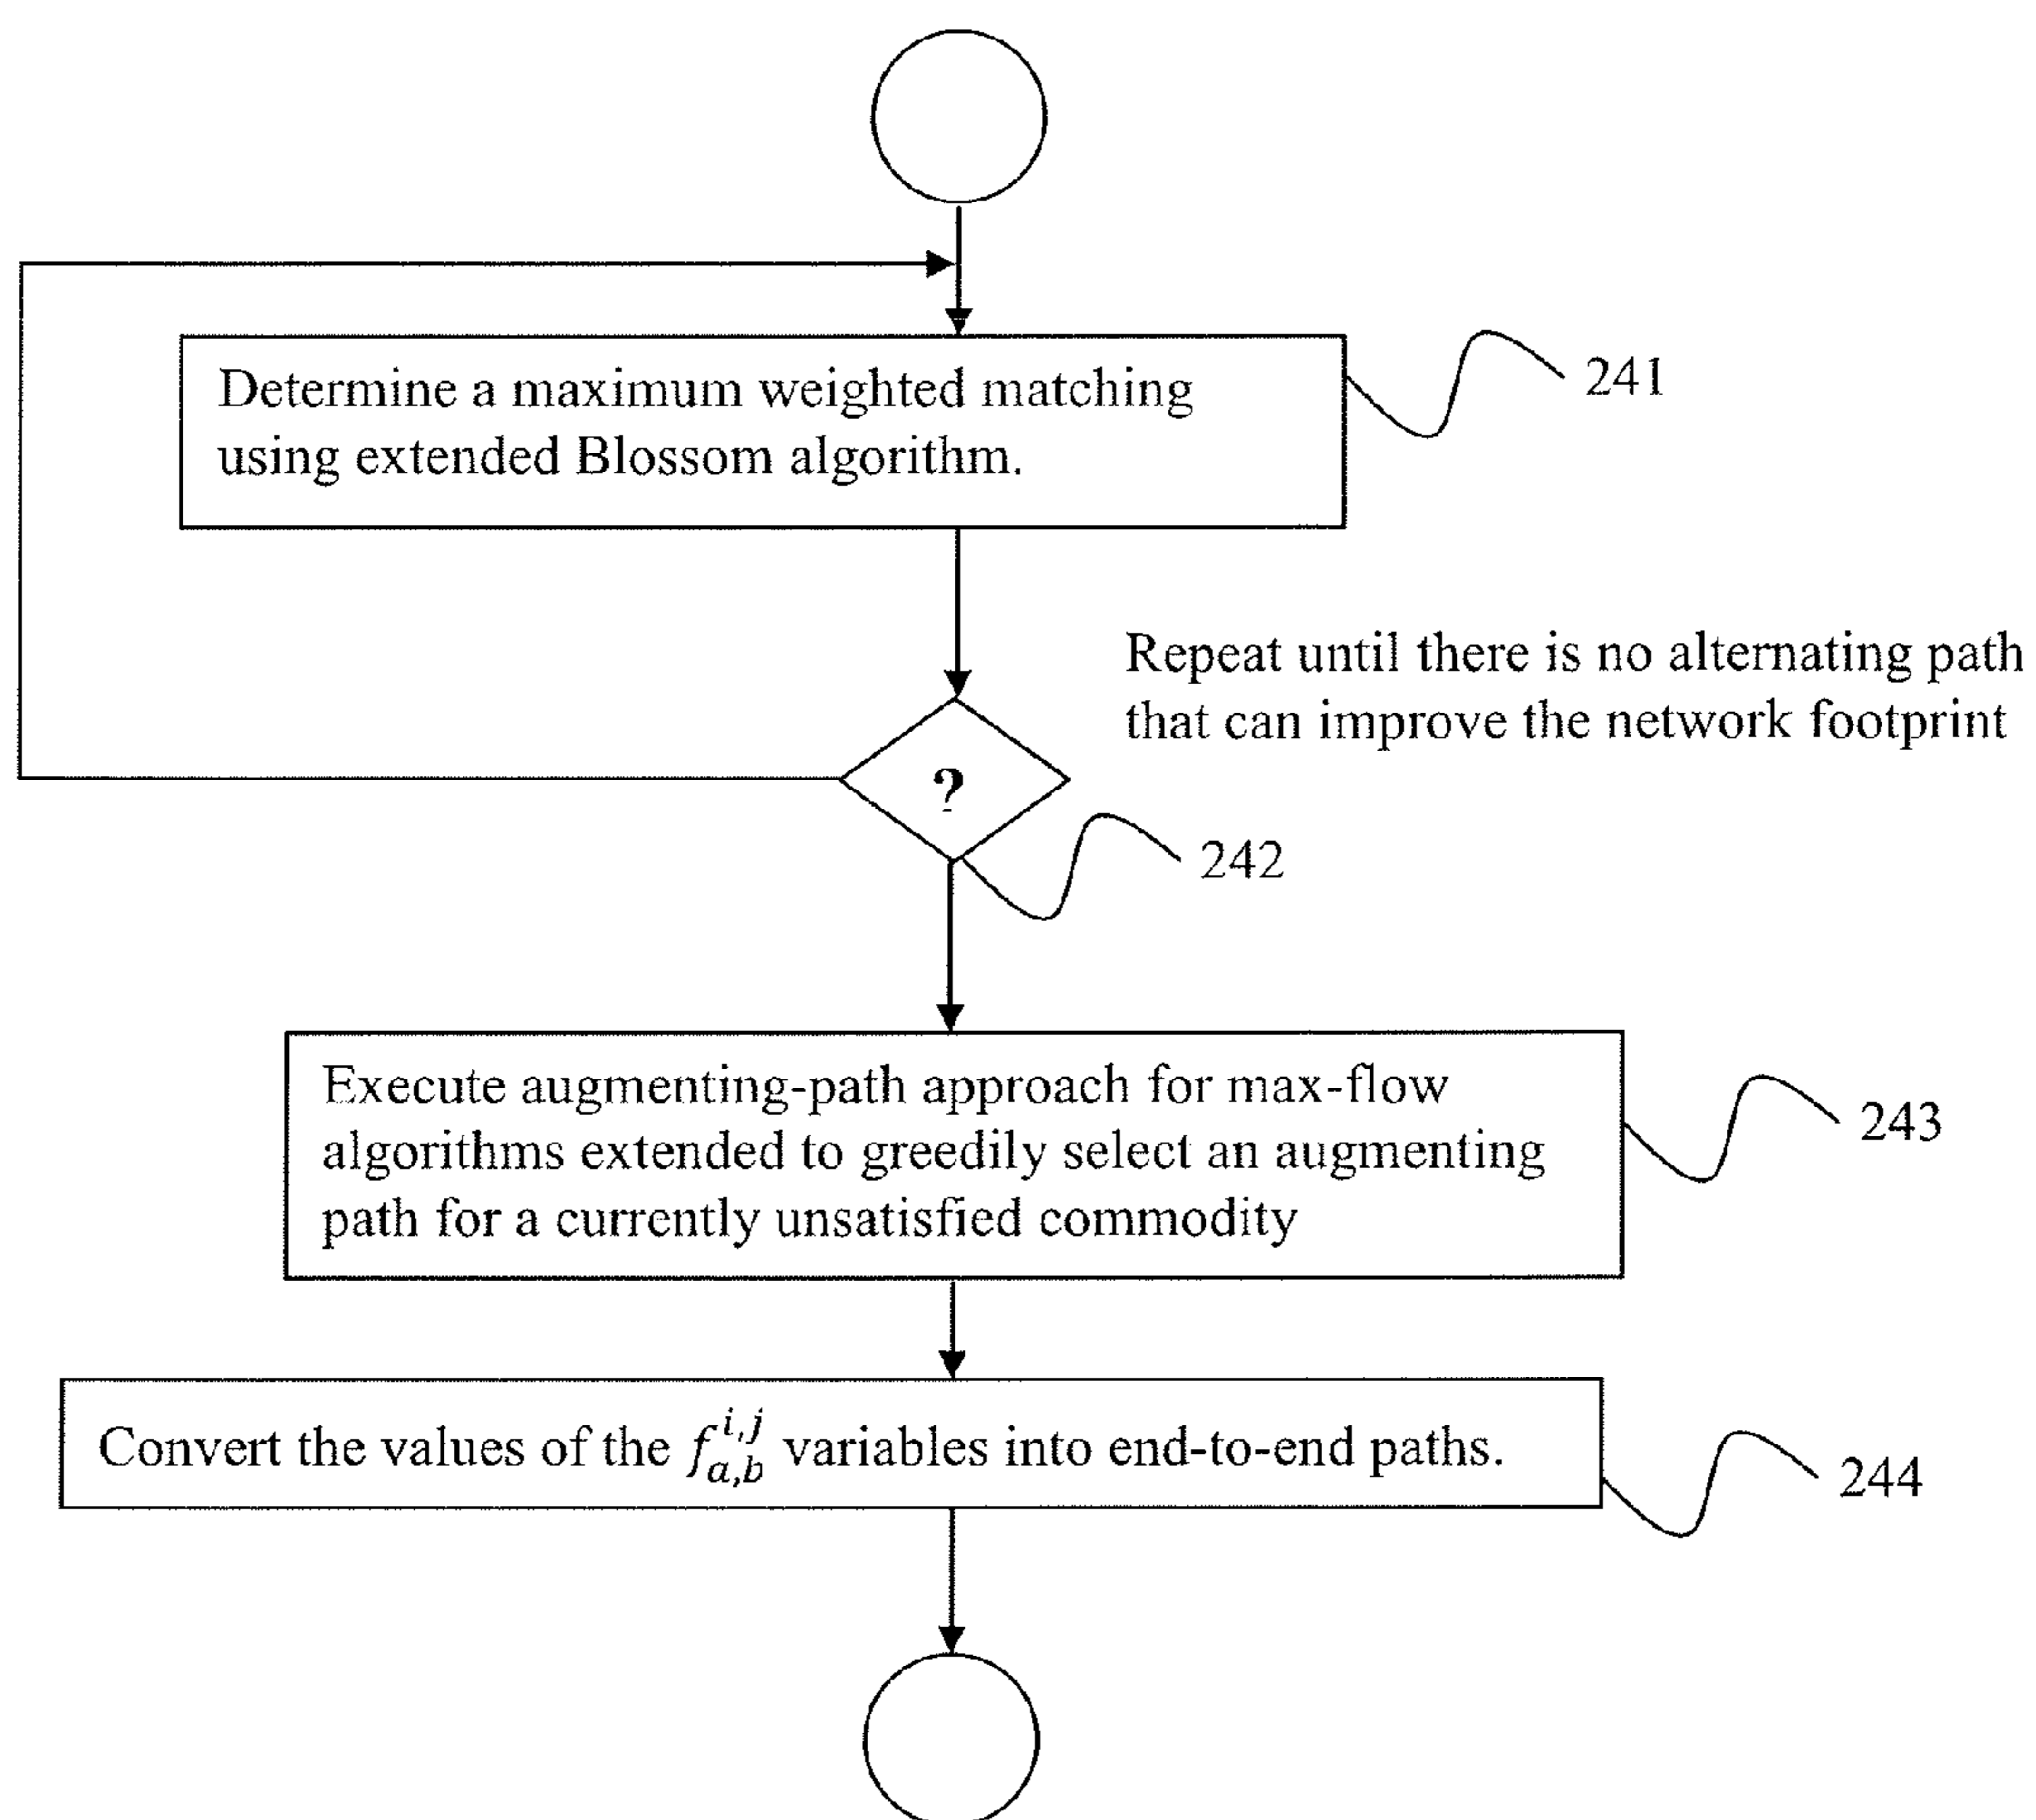 Determine a maximum weighted matching
using extended Blossom algorithm.
241
Repeat until there is no alternating path
that can improve the network footprint
?
242
Execute augmenting-path approach for max-flow
algorithms extended to greedily select an augmenting
path for a currently unsatisfied commodity
243
Convert the values of the $f_{a,b}^{i,j}$ variables into end-to-end paths.
244